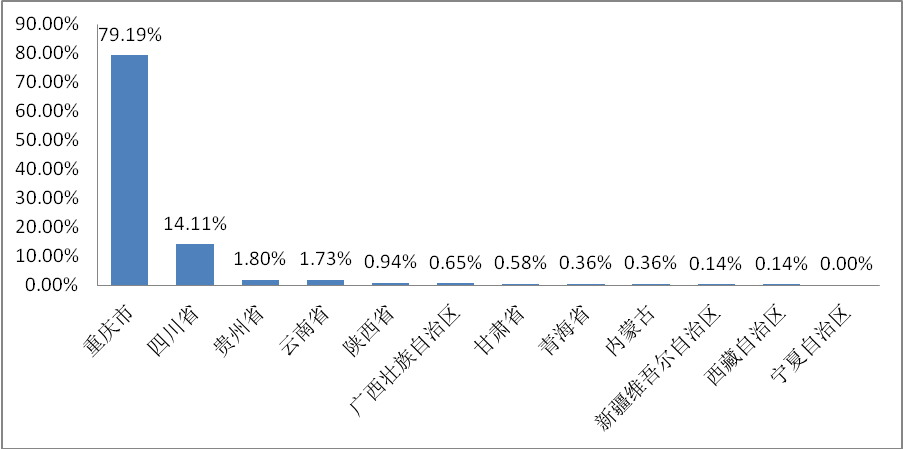 90.00%
80.00%
70.00%
60.00%
50.00%
40.00%
30.00%
20.00%
10.00%
0.00%
79.19%
14.11%
1.80%
1.73%
0.94%
0.65%
0.58%
0.36%
0.36%
0.14%
0.14%
0.00%
重庆市
四川省
贵州省
云南省
陕西省
广西壮族自治区
甘肃省
青海省
内蒙古
新疆维吾尔自治区
西藏自治区
宁夏自治区